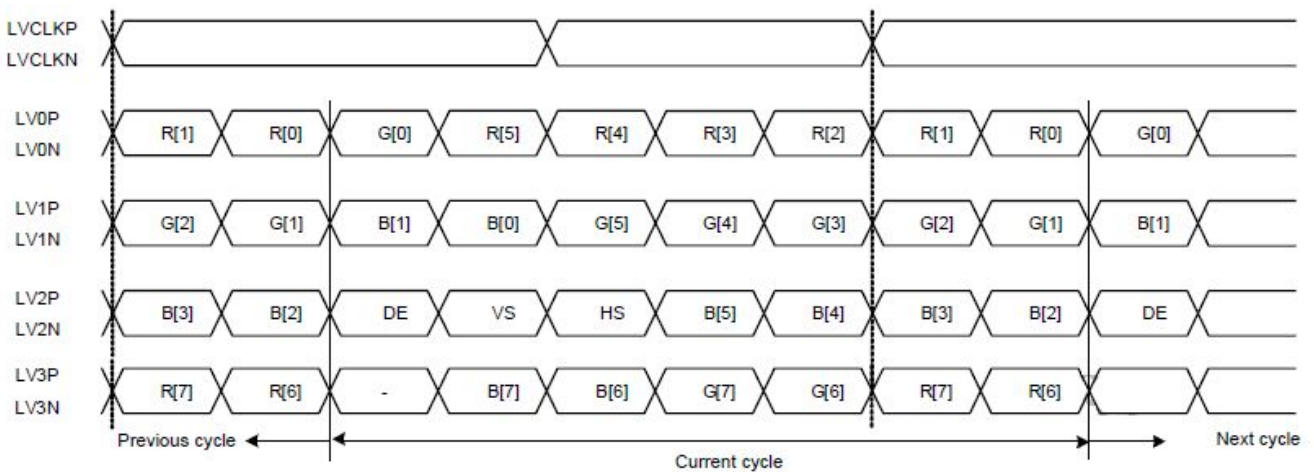 LVCLKP
LVCLKN
LV0P
LV0N
R[1] R[0] G[0] R[5] R[4] R[3] R[2] R[1] R[0] G[0]
LV1P
LV1N
G[2] G[1] B[1] B[0] G[5] G[4] G[3] G[2] G[1] B[1]
LV2P
LV2N
B[3] B[2] DE VS HS B[5] B[4] B[3] B[2] DE
LV3P
LV3N
R[7] R[6] - B[7] B[6] G[7] G[6] R[7] R[6]
Previous cycle Current cycle Next cycle